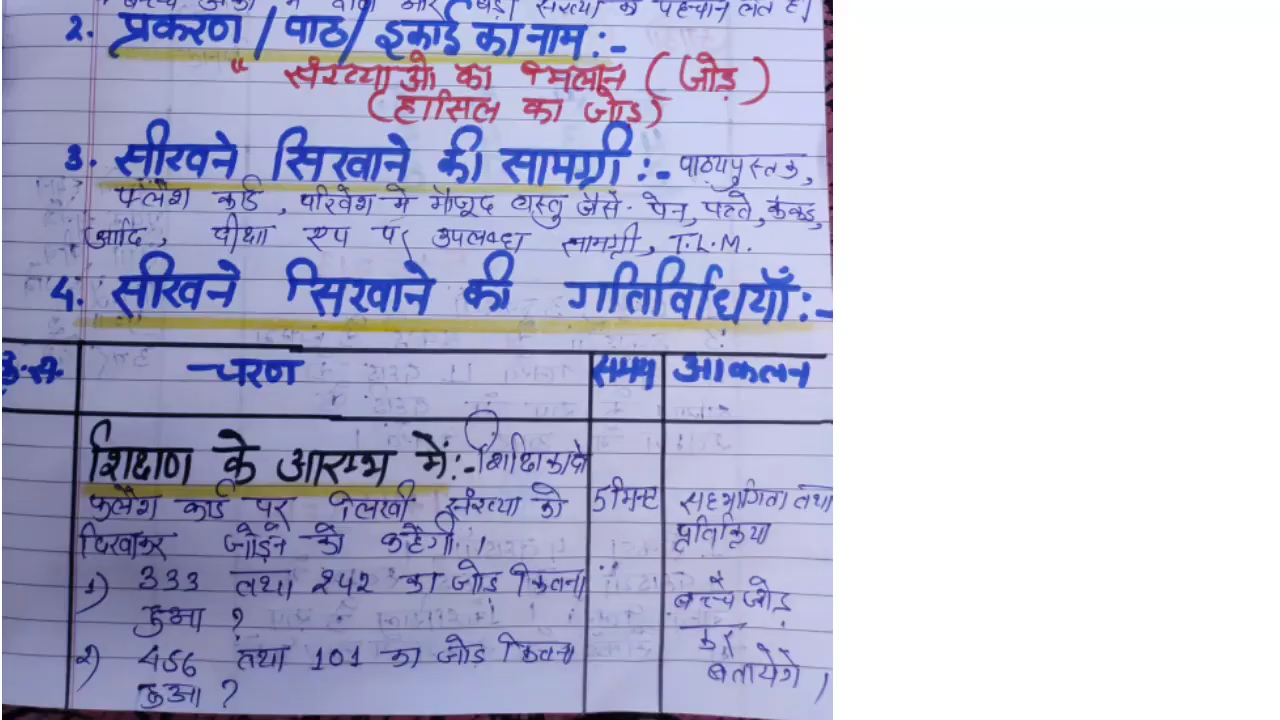 बच्चे अंको में
संख्या की पहचान लेते है।
2. प्रकरण / पाठ / इकाई का नाम :-
" संख्याओ का मिलान ( जोड़ )
(हासिल का जोड़)
3. सीखने सिखाने की सामग्री :- पाठ्यपुस्तक,
फ्लैश कार्ड, परिवेश मे मौजूद वस्तु जैसे- पेन, पत्ते, कंकड़,
आदि, रूप पर उपलब्ध सामग्री, T.L.M.
4. सीखने सिखाने की गतिविधियाँ :-
क्र.स. चरण समय आकलन
शिक्षण के आरम्भ में :- शिक्षिका
फ्लैश कार्ड पर लिखी संख्या को 5 मिनट सहभागिता तथा
दिखाकर जोड़ने को कहेगी। प्रतिक्रिया
1) 333 तथा 242 का जोड़ कितना बच्चे जोड़
हुआ ? कर
2) 456 तथा 101 का जोड़ कितना बतायेगे।
हुआ ?